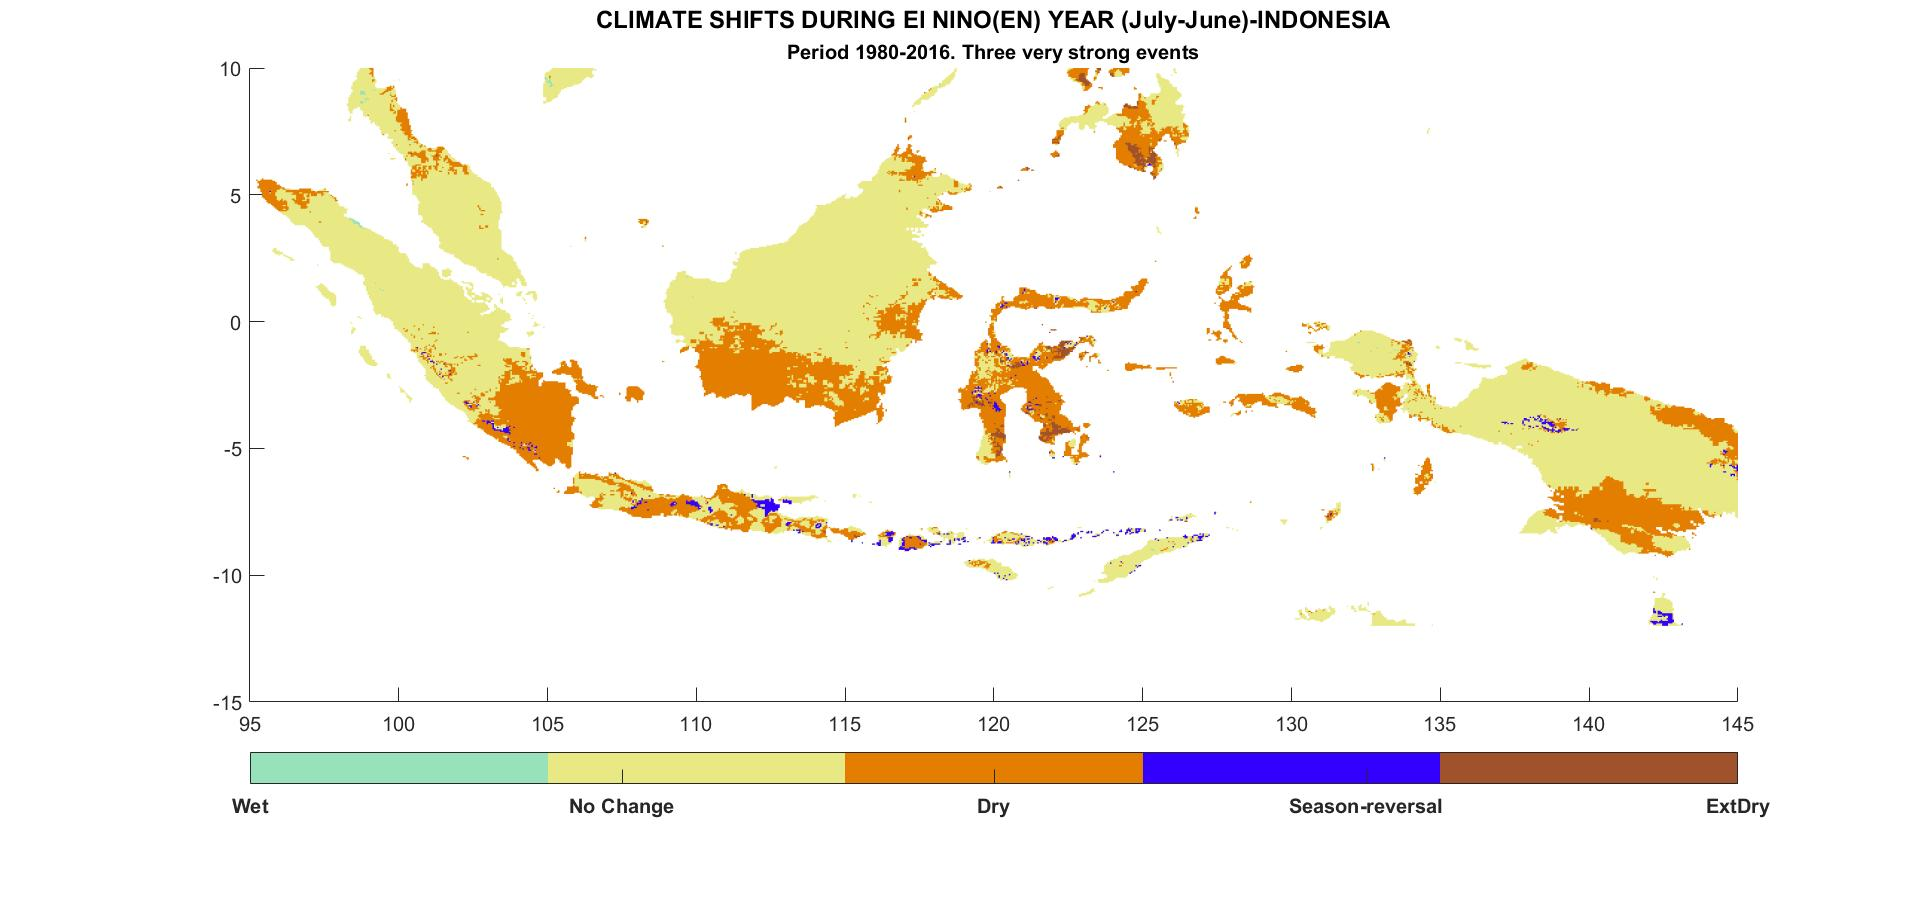 CLIMATE SHIFTS DURING EI NINO(EN) YEAR (July-June)-INDONESIA
Period 1980-2016. Three very strong events
10
5
0
-5
-10
-15
95 100 105 110 115 120 125 130 135 140 145
Wet No Change Dry Season-reversal ExtDry